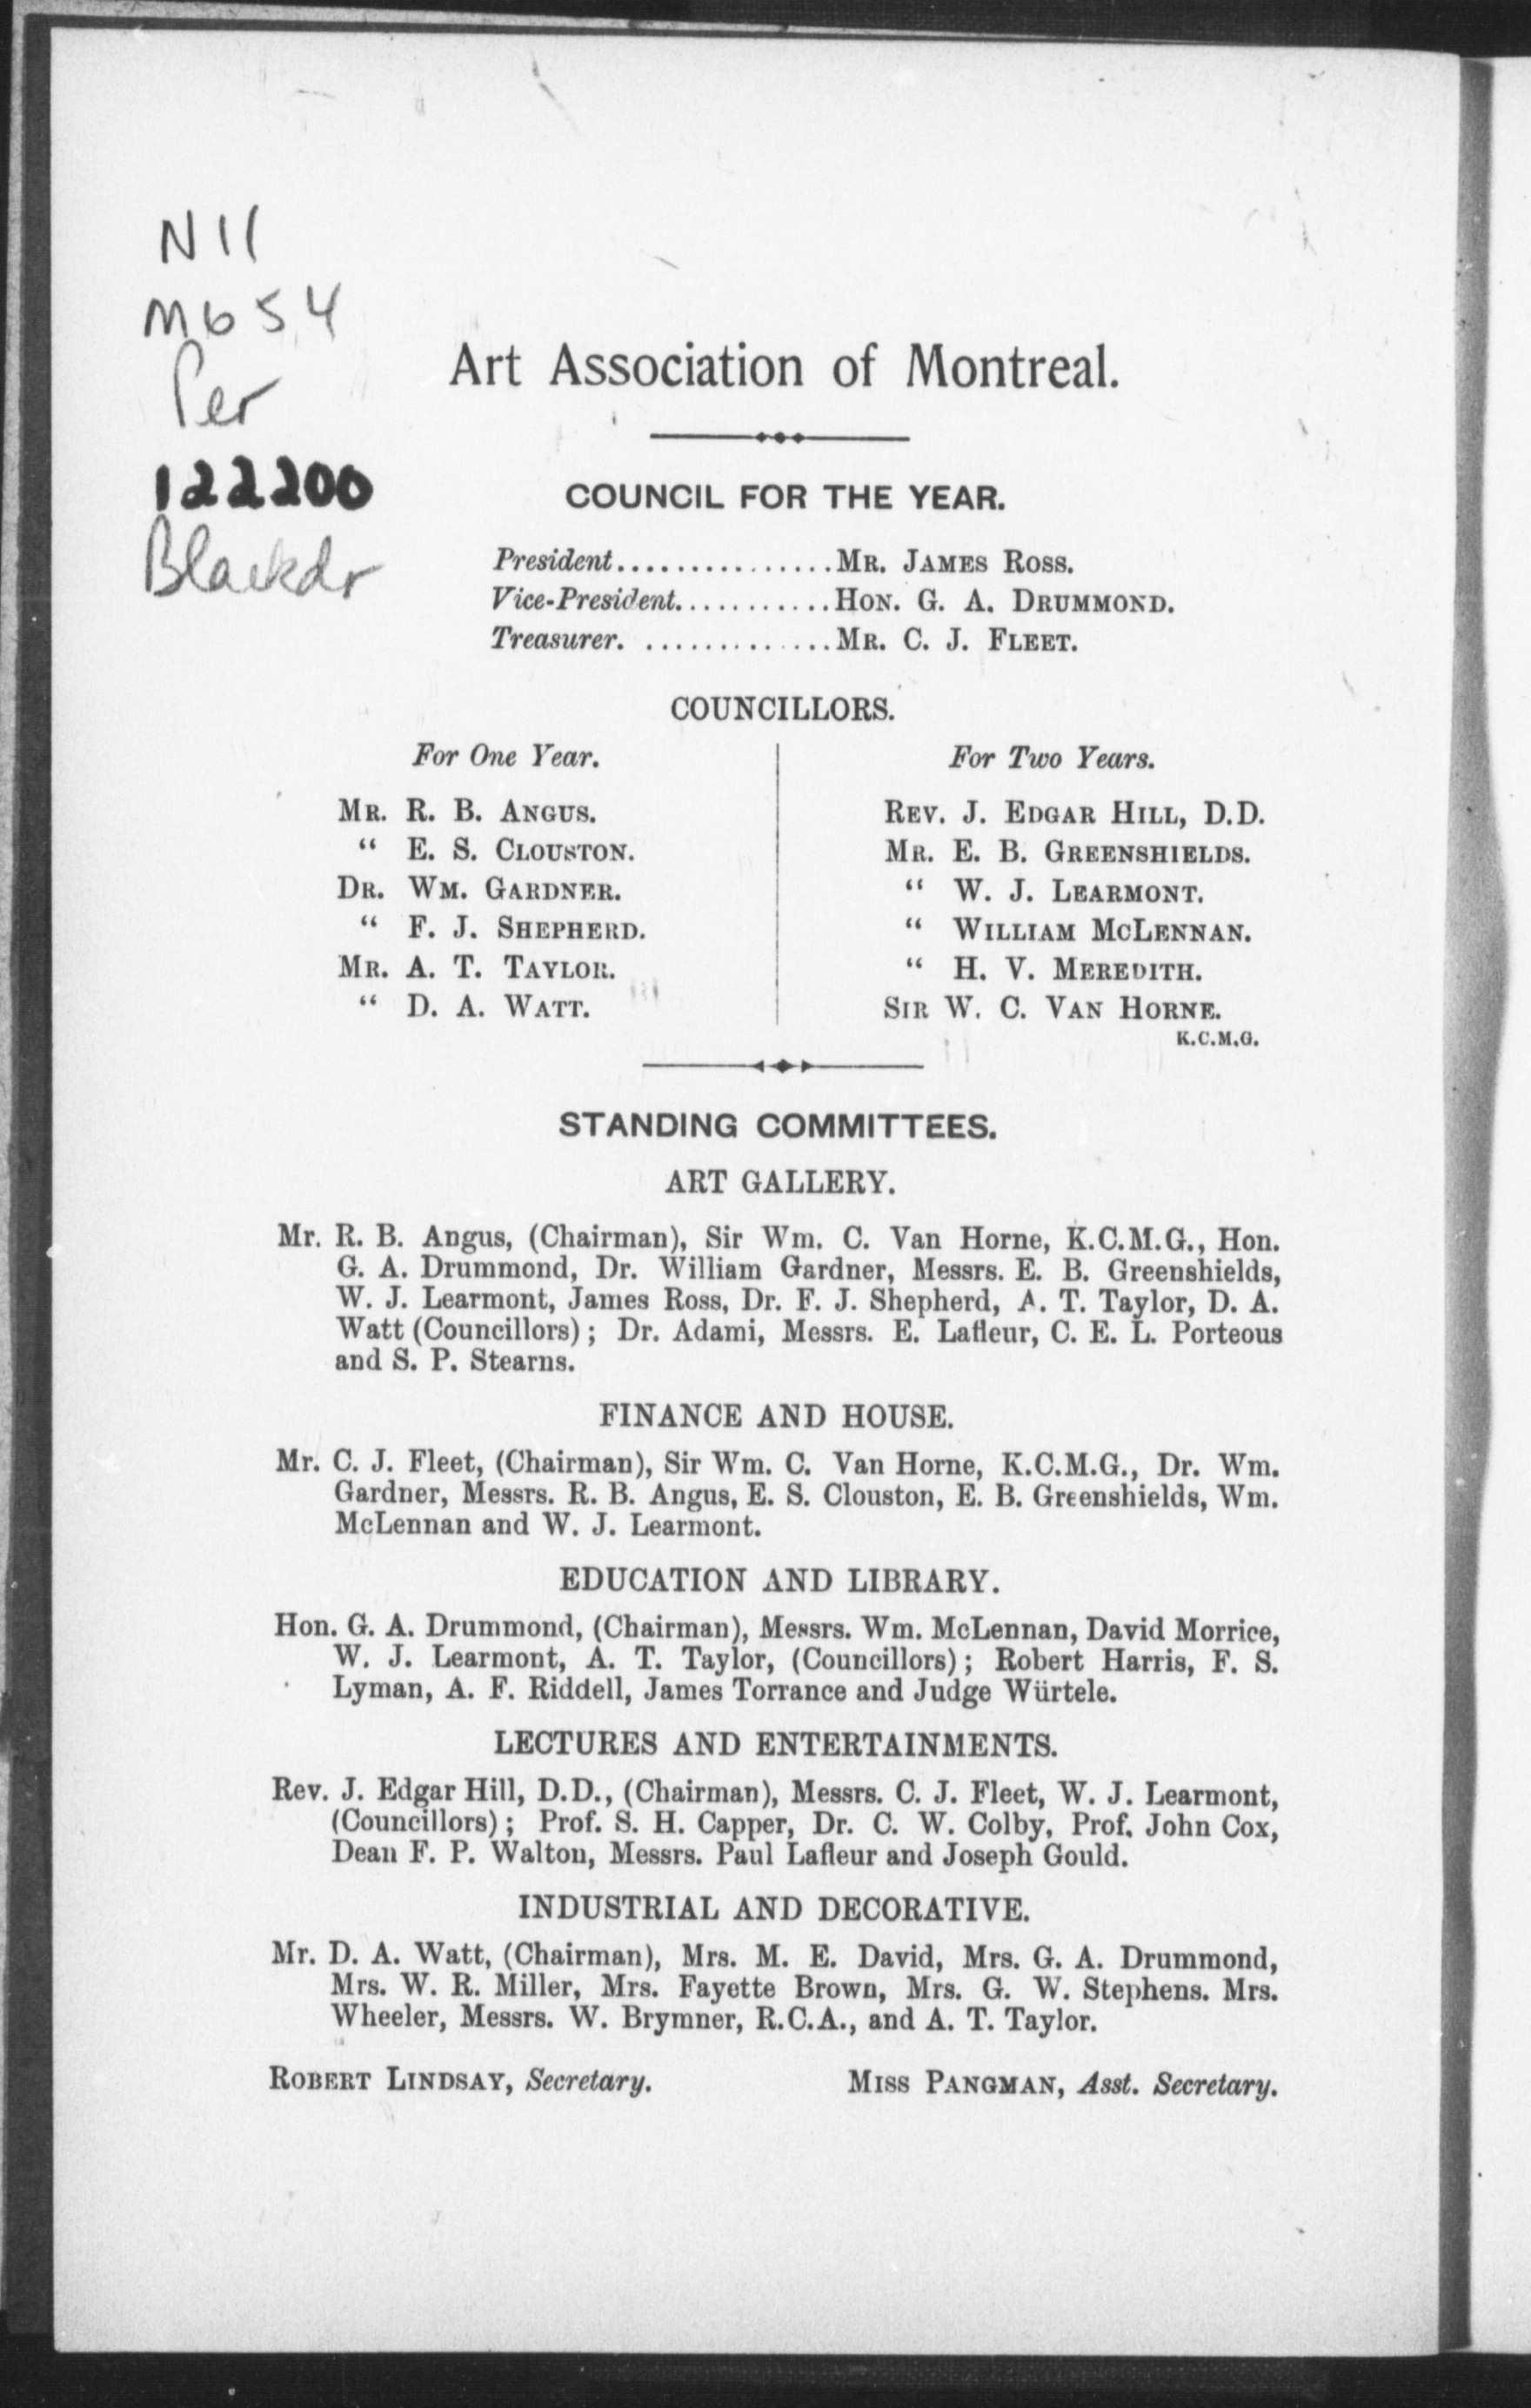 N11
M654
Per
122200
Blackdr
Art Association of Montreal.
COUNCIL FOR THE YEAR.
President...............MR. JAMES ROSS.
Vice-President...........HON. G. A. DRUMMOND.
Treasurer. .............MR. C. J. FLEET.
COUNCILLORS.
For One Year.
MR. R. B. ANGUS.
“ E. S. CLOUSTON.
DR. WM. GARDNER.
“ F. J. SHEPHERD.
MR. A. T. TAYLOR.
“ D. A. WATT.
For Two Years.
REV. J. EDGAR HILL, D.D.
MR. E. B. GREENSHIELDS.
“ W. J. LEARMONT.
“ WILLIAM MCLENNAN.
“ H. V. MEREDITH.
SIR W. C. VAN HORNE.
K.C.M.G.
STANDING COMMITTEES.
ART GALLERY.
Mr. R. B. Angus, (Chairman), Sir Wm. C. Van Horne, K.C.M.G., Hon.
G. A. Drummond, Dr. William Gardner, Messrs. E. B. Greenshields,
W. J. Learmont, James Ross, Dr. F. J. Shepherd, A. T. Taylor, D. A.
Watt (Councillors); Dr. Adami, Messrs. E. Lafleur, C. E. L. Porteous
and S. P. Stearns.
FINANCE AND HOUSE.
Mr. C. J. Fleet, (Chairman), Sir Wm. C. Van Horne, K.C.M.G., Dr. Wm.
Gardner, Messrs. R. B. Angus, E. S. Clouston, E. B. Greenshields, Wm.
McLennan and W. J. Learmont.
EDUCATION AND LIBRARY.
Hon. G. A. Drummond, (Chairman), Messrs. Wm. McLennan, David Morrice,
W. J. Learmont, A. T. Taylor, (Councillors); Robert Harris, F. S.
Lyman, A. F. Riddell, James Torrance and Judge Würtele.
LECTURES AND ENTERTAINMENTS.
Rev. J. Edgar Hill, D.D., (Chairman), Messrs. C. J. Fleet, W. J. Learmont,
(Councillors); Prof. S. H. Capper, Dr. C. W. Colby, Prof. John Cox,
Dean F. P. Walton, Messrs. Paul Lafleur and Joseph Gould.
INDUSTRIAL AND DECORATIVE.
Mr. D. A. Watt, (Chairman), Mrs. M. E. David, Mrs. G. A. Drummond,
Mrs. W. R. Miller, Mrs. Fayette Brown, Mrs. G. W. Stephens. Mrs.
Wheeler, Messrs. W. Brymner, R.C.A., and A. T. Taylor.
ROBERT LINDSAY, Secretary. MISS PANGMAN, Asst. Secretary.